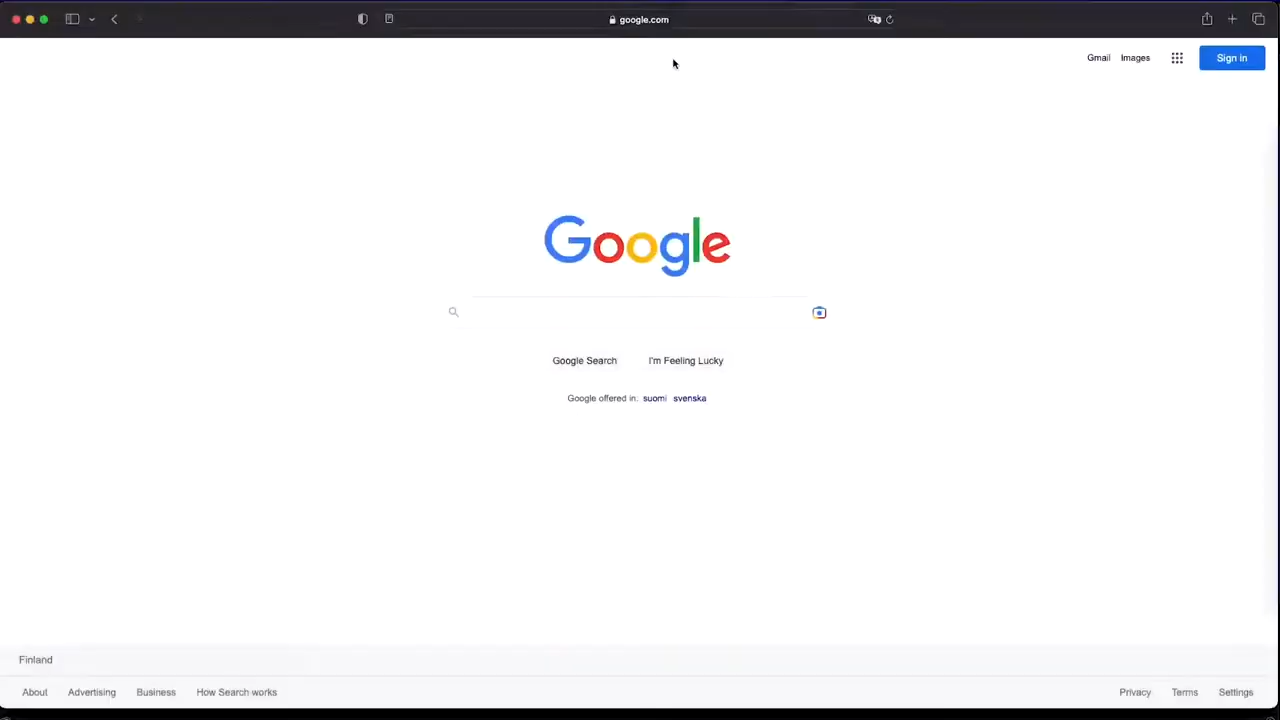 google.com
Gmail Images Sign in
Google
Google Search I'm Feeling Lucky
Google offered in: suomi svenska
Finland
About Advertising Business How Search works Privacy Terms Settings